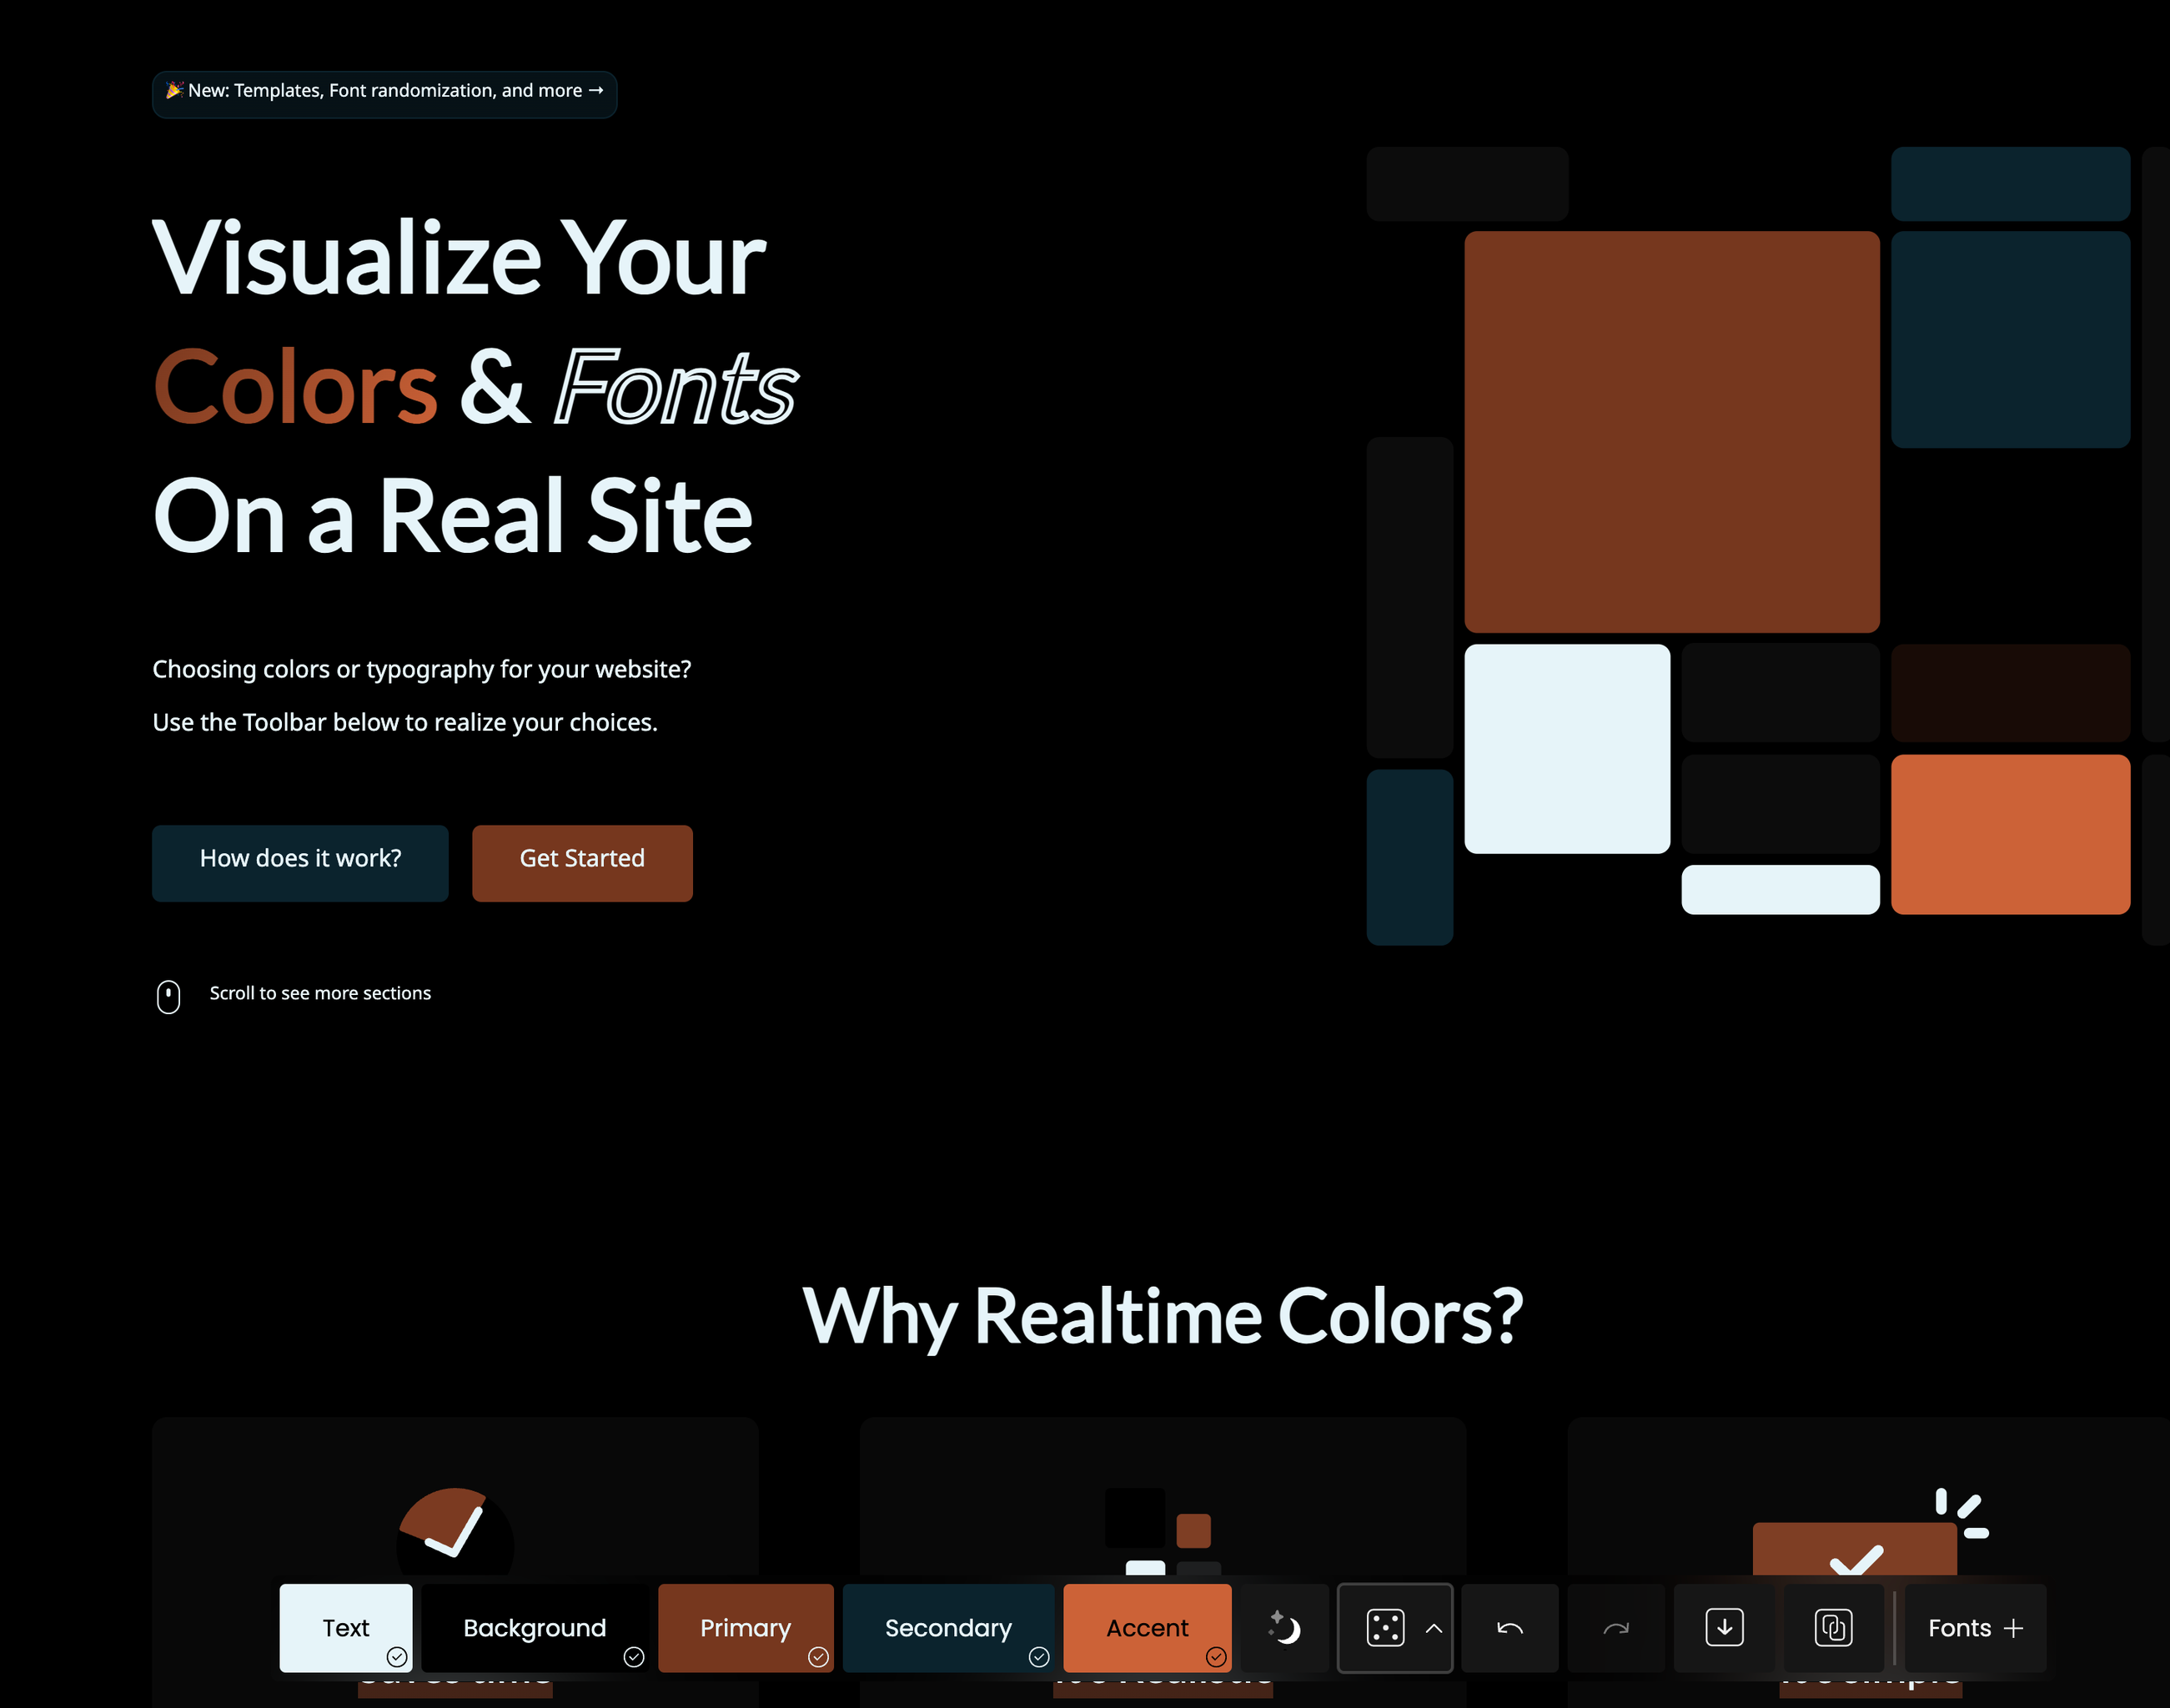 🎉 New: Templates, Font randomization, and more →
Visualize Your
Colors & Fonts
On a Real Site
Choosing colors or typography for your website?
Use the Toolbar below to realize your choices.
How does it work?
Get Started
Scroll to see more sections
Why Realtime Colors?
Text
Background
Primary
Secondary
Accent
Fonts